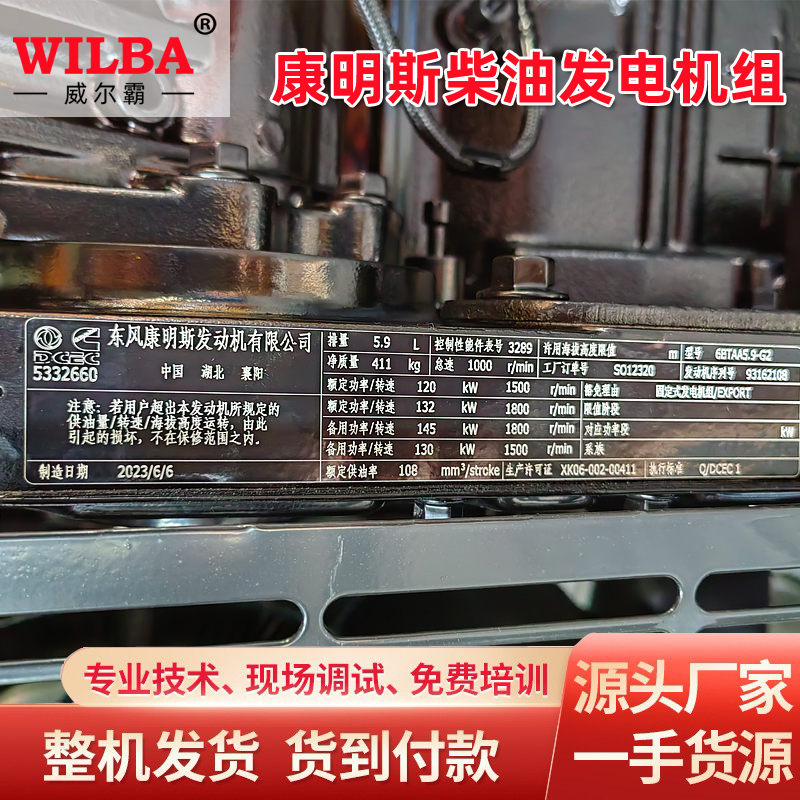 WILBA®
威尔霸
康明斯柴油发电机组
DCEC
5332660
东风康明斯发动机有限公司
中国 湖北 襄阳
注意：若用户超出本发动机所规定的
供油量/转速/海拔高度运转，由此
引起的损坏，不在保修范围之内。
制造日期 2023/6/6
排量 5.9 L 控制性能件表号 3289 许用海拔高度限值 m 型号 6BTAA5.9-G2
净质量 411 kg 怠速 1000 r/min 工厂订单号 SO12320 发动机序列号 93162108
额定功率/转速 120 kW 1500 r/min 豁免理由 固定式发电机组/EXPORT
额定功率/转速 132 kW 1800 r/min 限值阶段
备用功率/转速 145 kW 1800 r/min 对应功率段 kW
备用功率/转速 130 kW 1500 r/min 系族
额定供油率 108 mm³/stroke 生产许可证 XK06-002-00411 执行标准 Q/DCEC 1
专业技术、现场调试、免费培训
整机发货 货到付款
源头厂家
一手货源